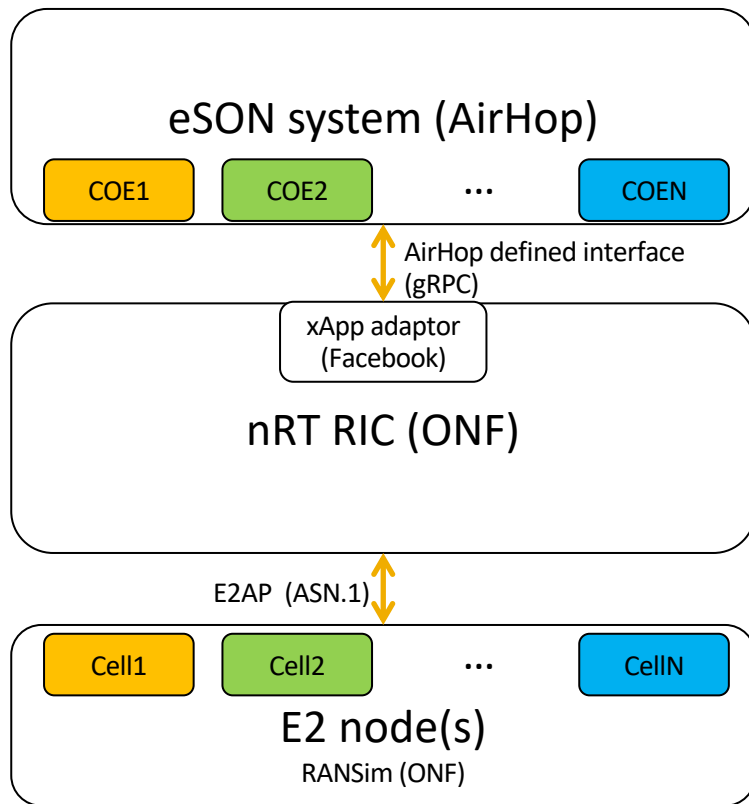 eSON system (AirHop)
COE1
COE2
...
COEN
AirHop defined interface
(gRPC)
xApp adaptor
(Facebook)
nRT RIC (ONF)
E2AP (ASN.1)
Cell1
Cell2
...
CellN
E2 node(s)
RANSim (ONF)